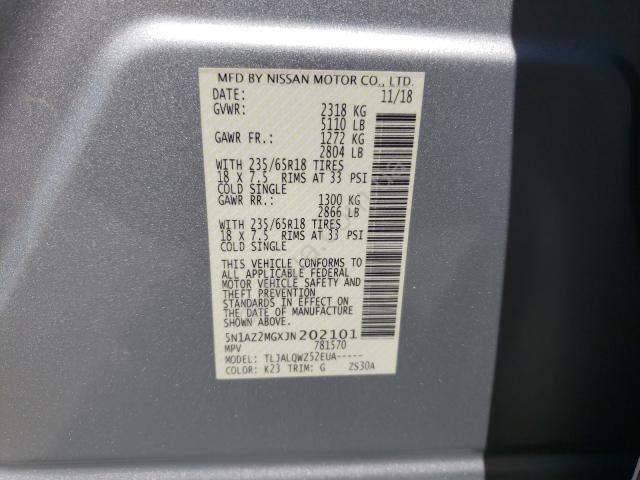 MFD BY NISSAN MOTOR CO., LTD.
DATE: 11/18
GVWR: 2318 KG
5110 LB
GAWR FR.: 1272 KG
2804 LB
WITH 235/65R18 TIRES
18 X 7.5 RIMS AT 33 PSI
COLD SINGLE
GAWR RR.: 1300 KG
2866 LB
WITH 235/65R18 TIRES
18 X 7.5 RIMS AT 33 PSI
COLD SINGLE
THIS VEHICLE CONFORMS TO
ALL APPLICABLE FEDERAL
MOTOR VEHICLE SAFETY AND
THEFT PREVENTION
STANDARDS IN EFFECT ON
THE DATE OF MANUFACTURE
SHOWN ABOVE.
5N1AZ2MGXJN202101
MPV 781570
MODEL: TLJALQWZ52EUA-----
COLOR: K23 TRIM: G ZS30A